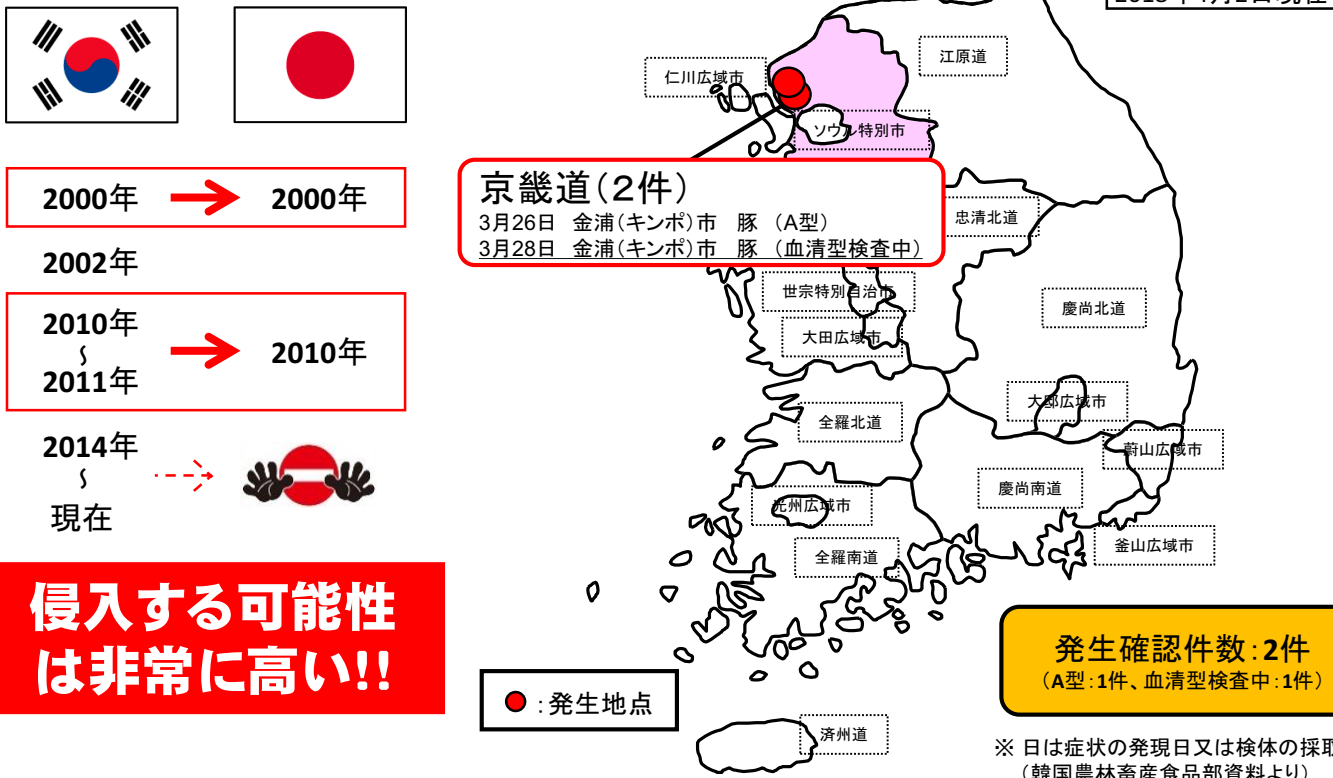 2000年
2000年
2002年
2010年
～
2011年
2010年
2014年
～
現在
侵入する可能性
は非常に高い!!
江原道
仁川広域市
ソウル特別市
京畿道(2件)
3月26日 金浦(キンポ)市 豚 (A型)
3月28日 金浦(キンポ)市 豚 (血清型検査中)
忠清北道
世宗特別自治市
慶尚北道
大田広域市
大邱広域市
全羅北道
蔚山広域市
慶尚南道
光州広域市
釜山広域市
全羅南道
済州道
:発生地点
発生確認件数:2件
(A型:1件、血清型検査中:1件)
※ 日は症状の発現日又は検体の採取
(韓国農林畜産食品部資料より)